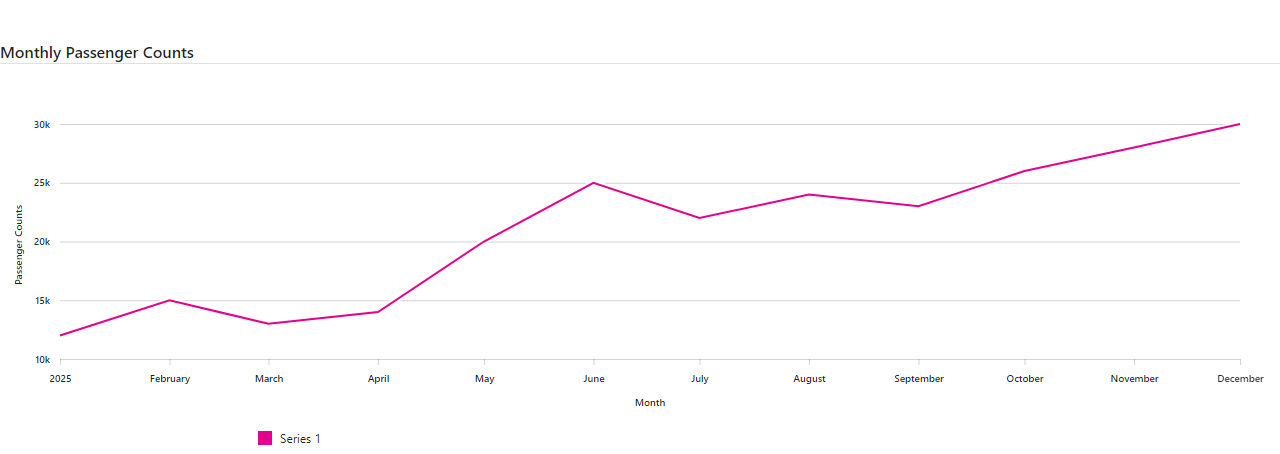 Monthly Passenger Counts
30k
25k
20k
15k
10k
Passenger Counts
2025 February March April May June July August September October November December
Month
Series 1